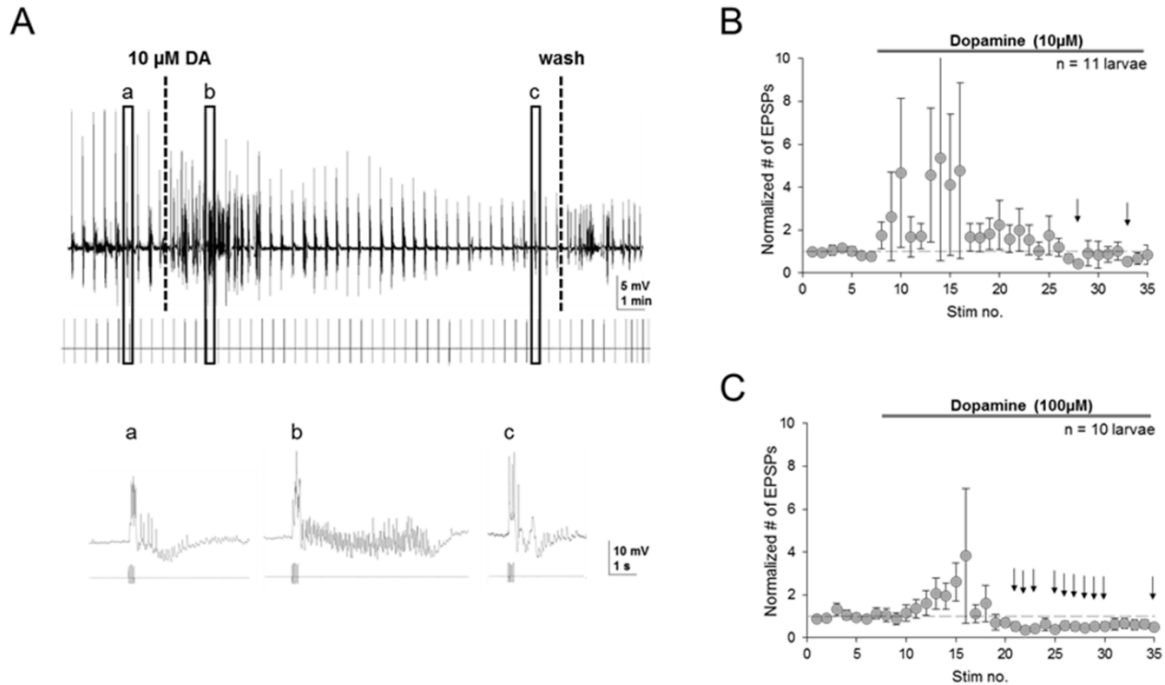 A
10 µM DA
wash
a
b
c
5 mV
1 min
a
b
c
10 mV
1 s
B
Dopamine (10µM)
n = 11 larvae
Normalized # of EPSPs
10
8
6
4
2
0
0 5 10 15 20 25 30 35
Stim no.
C
Dopamine (100µM)
n = 10 larvae
Normalized # of EPSPs
10
8
6
4
2
0
0 5 10 15 20 25 30 35
Stim no.